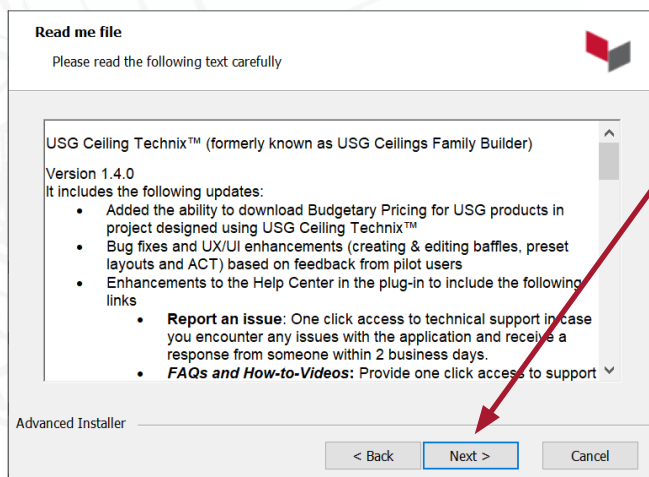 Read me file
Please read the following text carefully
USG Ceiling Technix™ (formerly known as USG Ceilings Family Builder)
Version 1.4.0
It includes the following updates:
• Added the ability to download Budgetary Pricing for USG products in
project designed using USG Ceiling Technix™
• Bug fixes and UX/UI enhancements (creating & editing baffles, preset
layouts and ACT) based on feedback from pilot users
• Enhancements to the Help Center in the plug-in to include the following
links
• Report an issue: One click access to technical support in case
you encounter any issues with the application and receive a
response from someone within 2 business days.
• FAQs and How-to-Videos: Provide one click access to support
Advanced Installer
< Back Next > Cancel